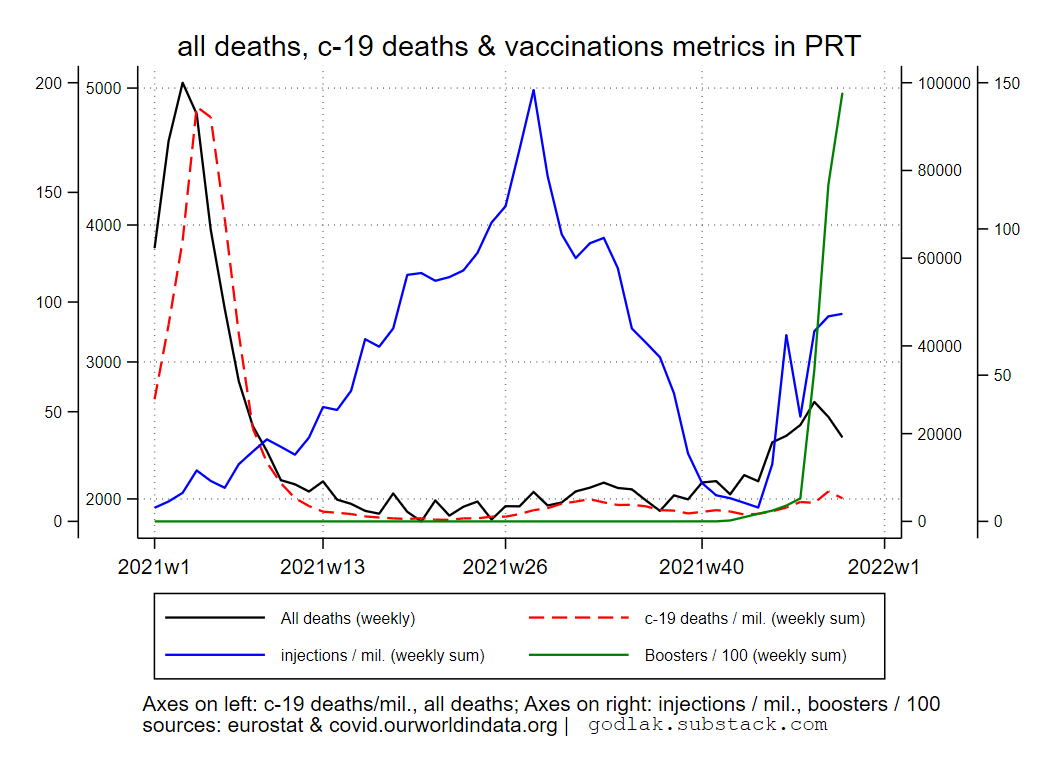 all deaths, c-19 deaths & vaccinations metrics in PRT
200 5000 100000 150
80000
150
4000 100
60000
100
3000 40000
50
50
20000
2000
0 0 0
2021w1 2021w13 2021w26 2021w40 2022w1
All deaths (weekly) c-19 deaths / mil. (weekly sum)
injections / mil. (weekly sum) Boosters / 100 (weekly sum)
Axes on left: c-19 deaths/mil., all deaths; Axes on right: injections / mil., boosters / 100
sources: eurostat & covid.ourworldindata.org | godlak.substack.com